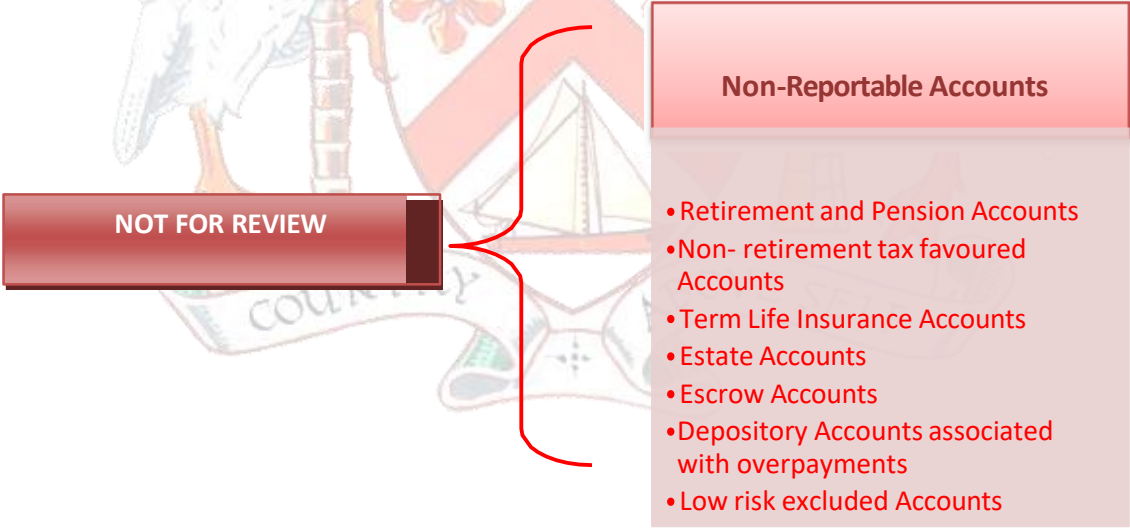 Non-Reportable Accounts
NOT FOR REVIEW
• Retirement and Pension Accounts
• Non- retirement tax favoured
Accounts
• Term Life Insurance Accounts
• Estate Accounts
• Escrow Accounts
• Depository Accounts associated
with overpayments
• Low risk excluded Accounts
COUNTRY